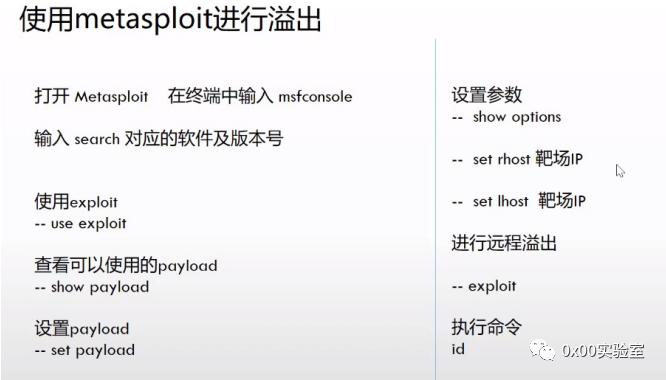 使用metasploit进行溢出
打开 Metasploit 在终端中输入 msfconsole
输入 search 对应的软件及版本号
使用exploit
-- use exploit
查看可以使用的payload
-- show payload
设置payload
-- set payload
设置参数
-- show options
-- set rhost 靶场IP
-- set lhost 靶场IP
进行远程溢出
-- exploit
执行命令
id
0x00实验室